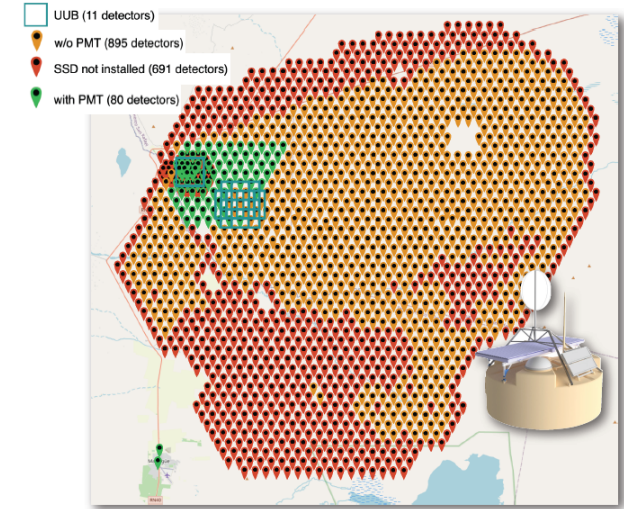 UUB (11 detectors)
w/o PMT (895 detectors)
SSD not installed (691 detectors)
with PMT (80 detectors)